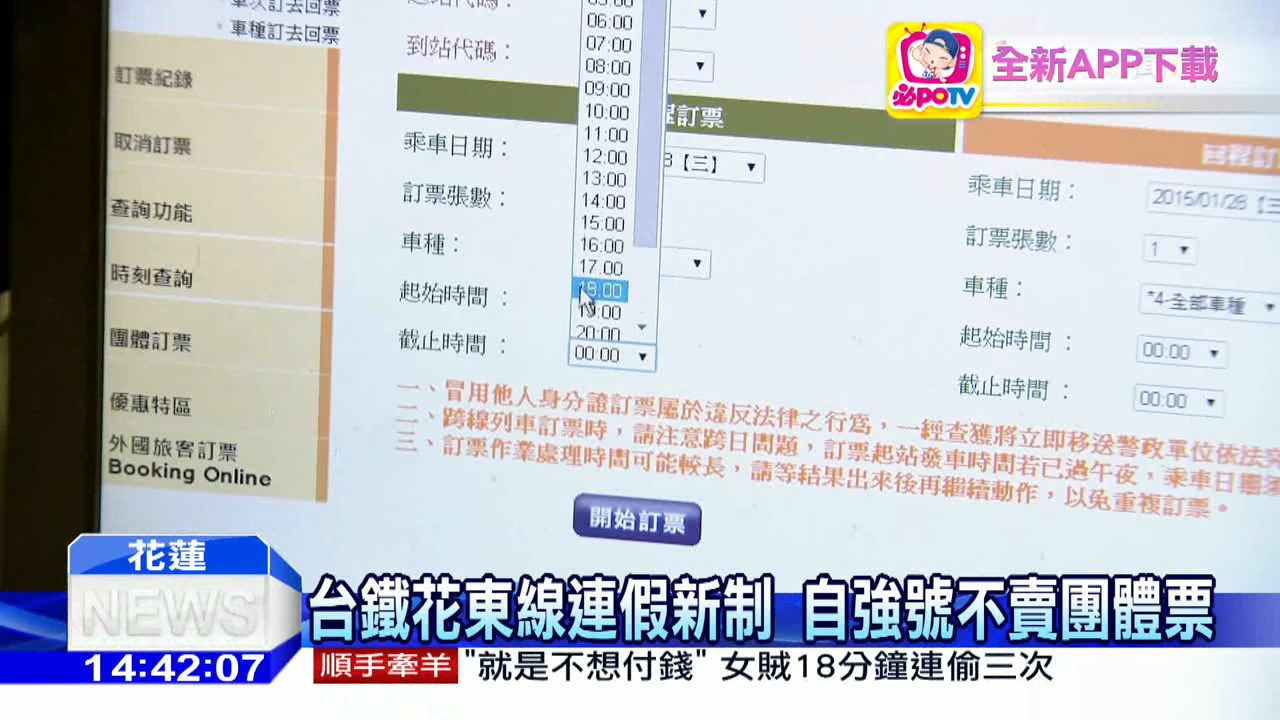 車次訂去回票
車種訂去回票
訂票紀錄
取消訂票
查詢功能
時刻查詢
團體訂票
優惠特區
外國旅客訂票
Booking Online
到站代碼：
訂票
乘車日期：
【三】
訂票張數：
車種：
起始時間：
截止時間：
00:00
06:00
07:00
08:00
09:00
10:00
11:00
12:00
13:00
14:00
15:00
16:00
17:00
18:00
19:00
20:00
回程訂
乘車日期：
2015/01/28【三
訂票張數：
1
車種：
*4-全部車種
起始時間：
00:00
截止時間：
00:00
一、冒用他人身分證訂票屬於違反法律之行為，一經查獲將立即移送警政單位依法
二、跨線列車訂票時，請注意跨日問題，訂票起站發車時間若已過午夜，乘車日期
三、訂票作業處理時間可能較長，請等結果出來後再繼續動作，以免重複訂票。
開始訂票
必POTV
全新APP下載
花蓮
NEWS
14:42:07
台鐵花東線連假新制 自強號不賣團體票
順手牽羊 "就是不想付錢" 女賊18分鐘連偷三次